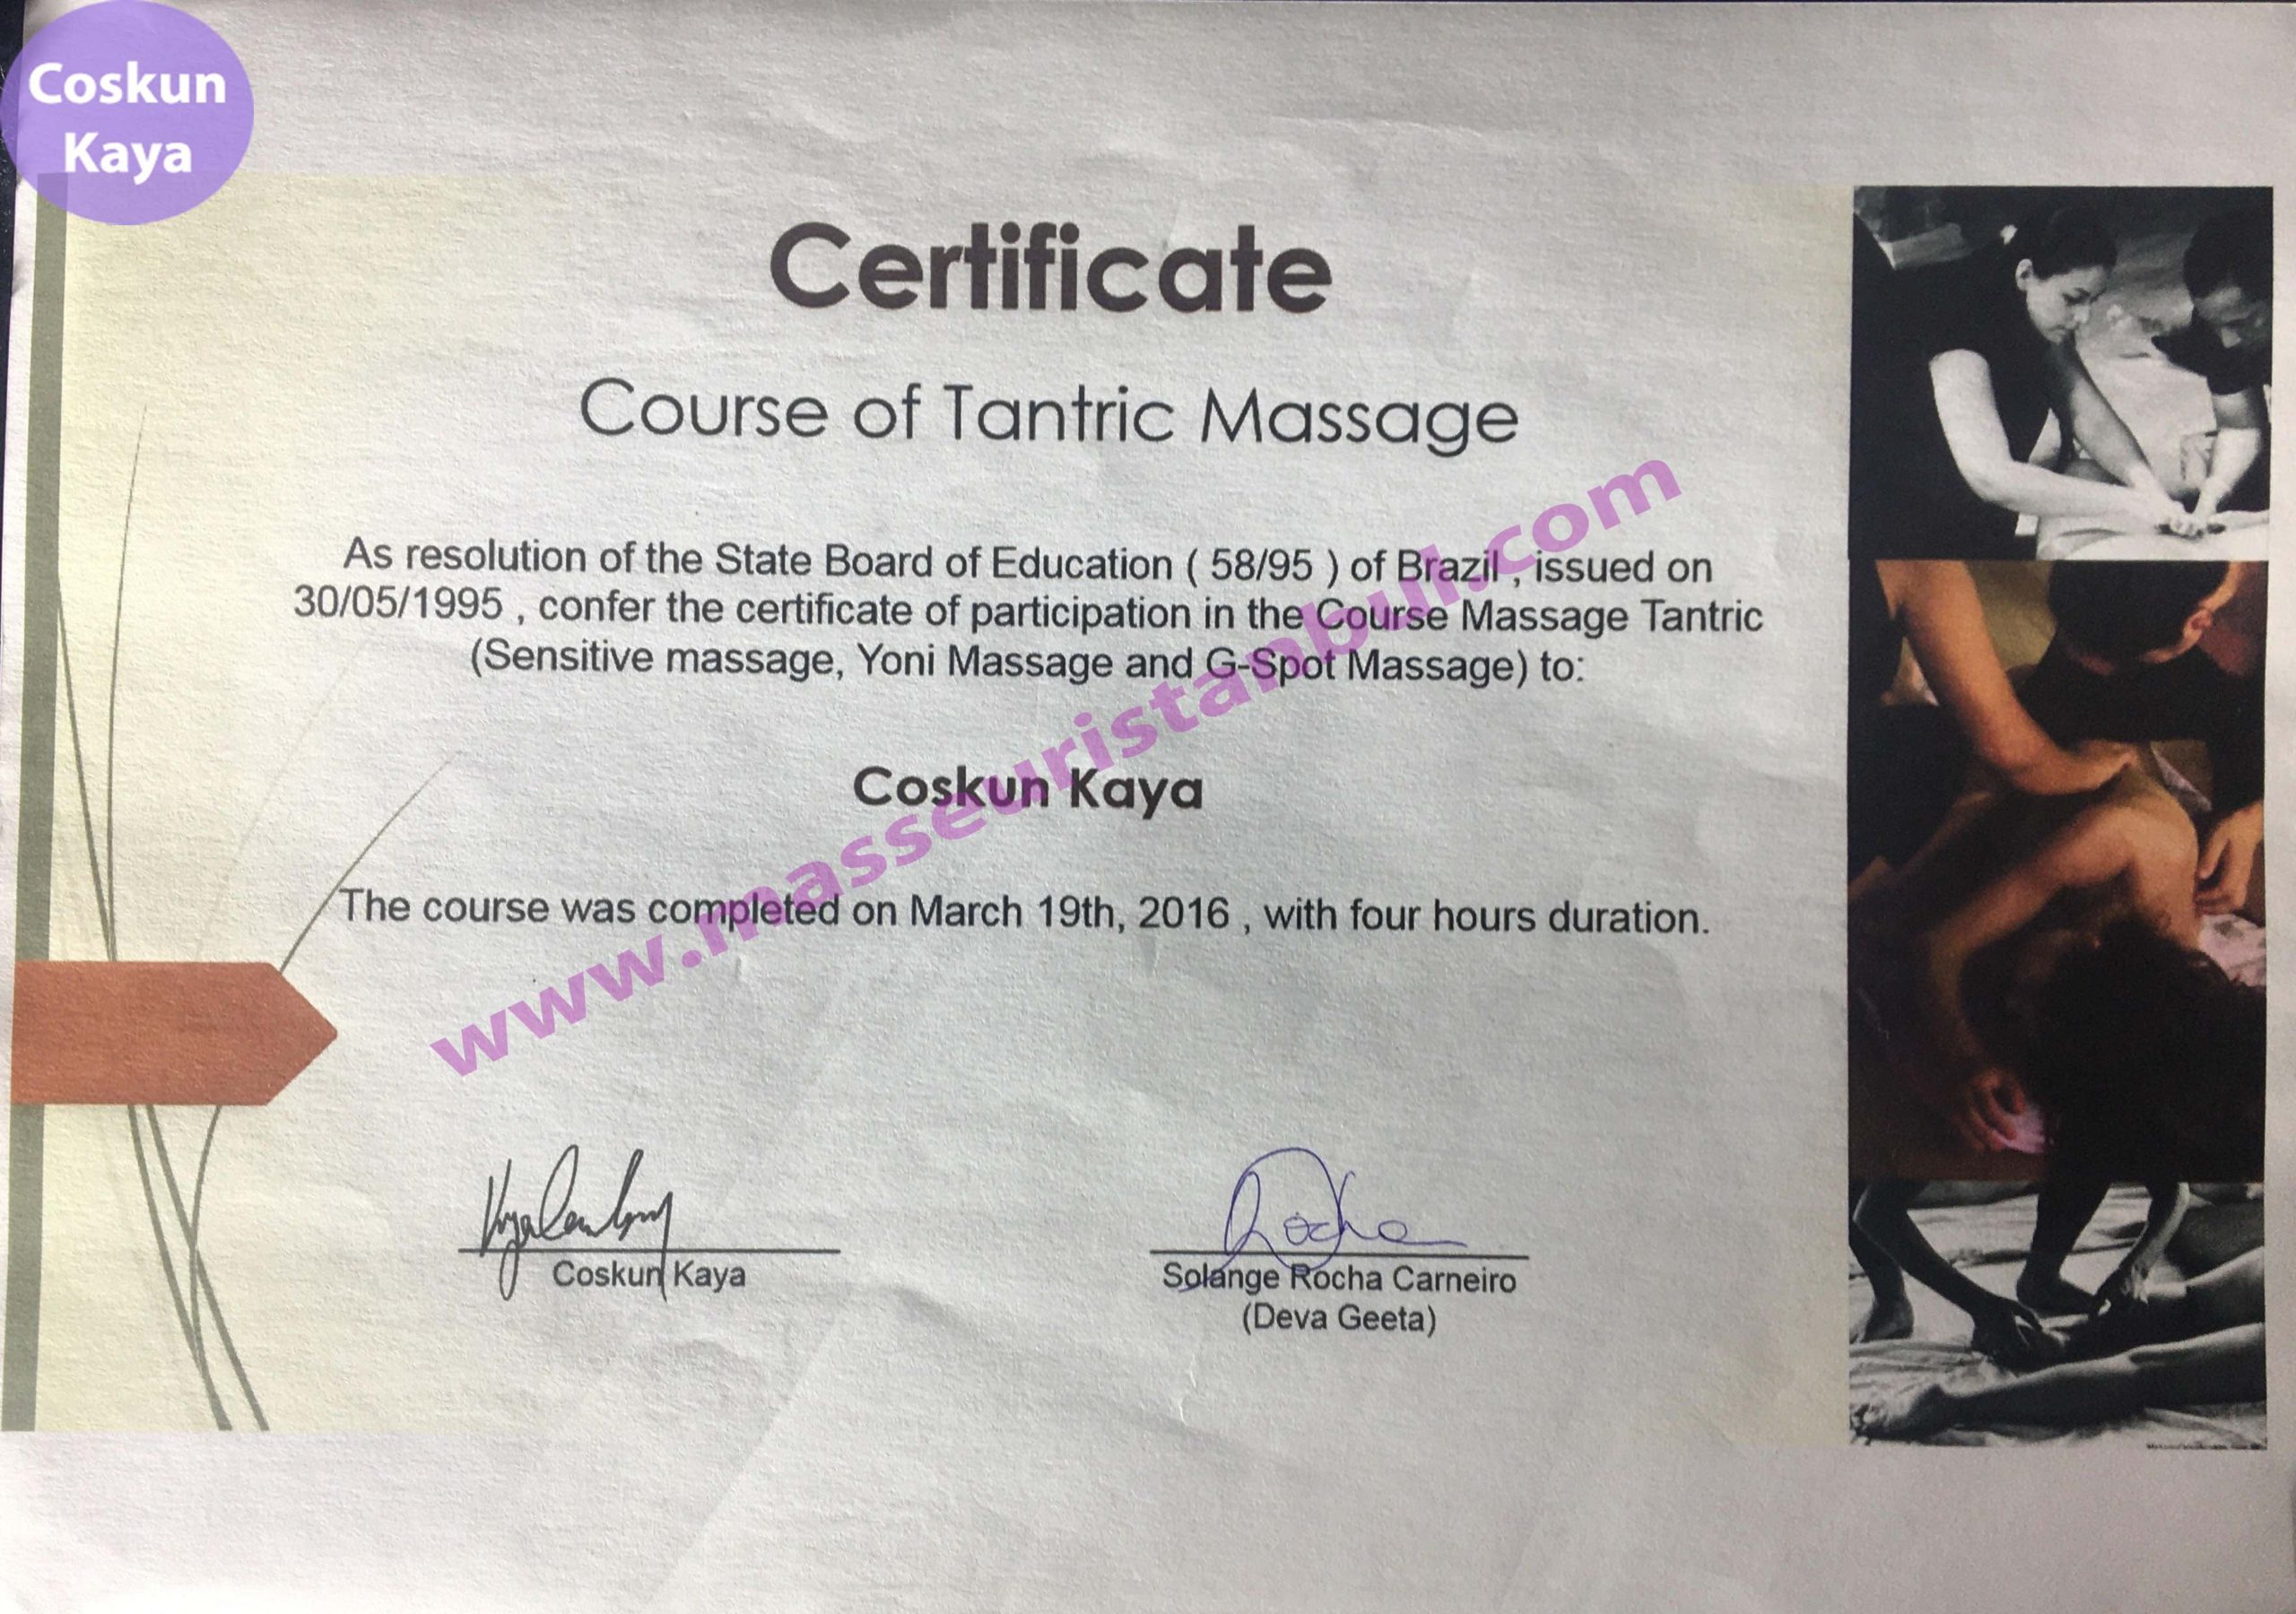 Coskun
Kaya
Certificate
Course of Tantric Massage
As resolution of the State Board of Education ( 58/95 ) of Brazil , issued on
30/05/1995 , confer the certificate of participation in the Course Massage Tantric
(Sensitive massage, Yoni Massage and G-Spot Massage) to:
Coskun Kaya
The course was completed on March 19th, 2016 , with four hours duration.
www.masseuristanbull.com
Rocha
Coskun Kaya
Solange Rocha Carneiro
(Deva Geeta)